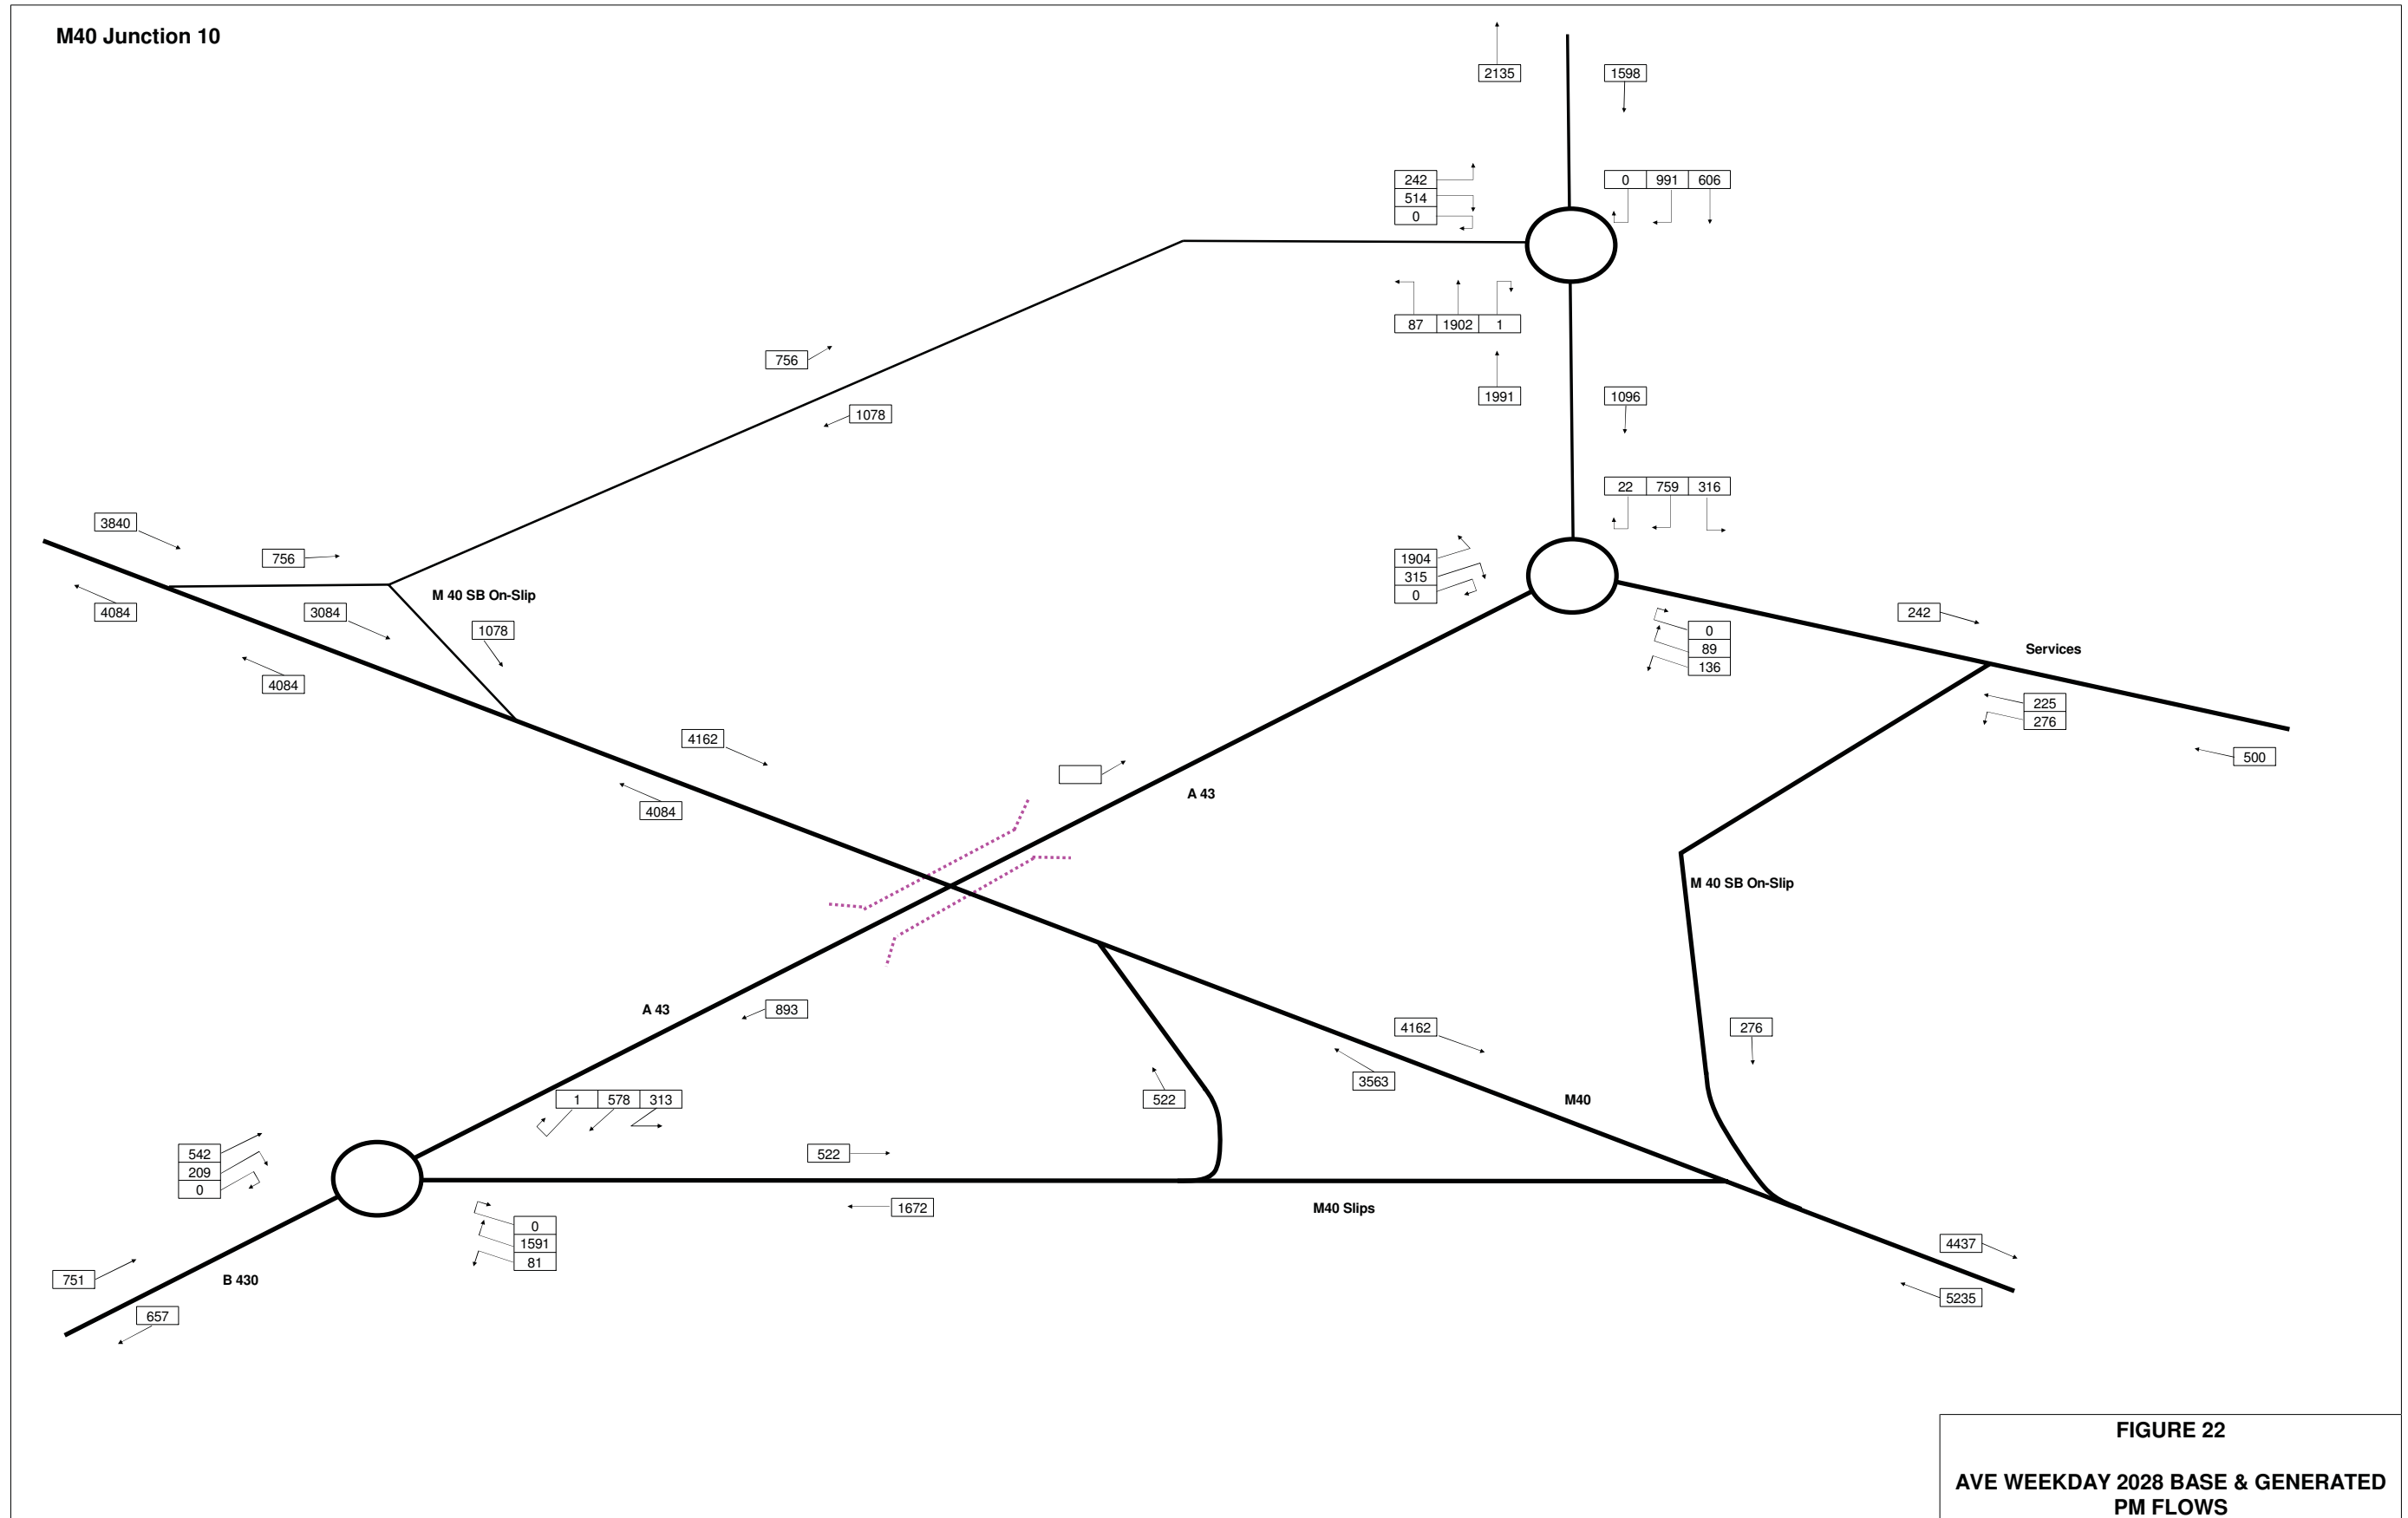 M40 Junction 10
2135
1598
242
514
0
0 991 606
87 1902 1
756
1078
1991
1096
22 759 316
3840
756
4084
3084
M 40 SB On-Slip
1078
4084
1904
315
0
0
89
136
242
Services
225
276
500
4162
4084
A 43
M 40 SB On-Slip
A 43
893
4162
276
3563
M40
1 578 313
522
542
209
0
522
1672
M40 Slips
0
1591
81
751
B 430
657
4437
5235
FIGURE 22
AVE WEEKDAY 2028 BASE & GENERATED
PM FLOWS